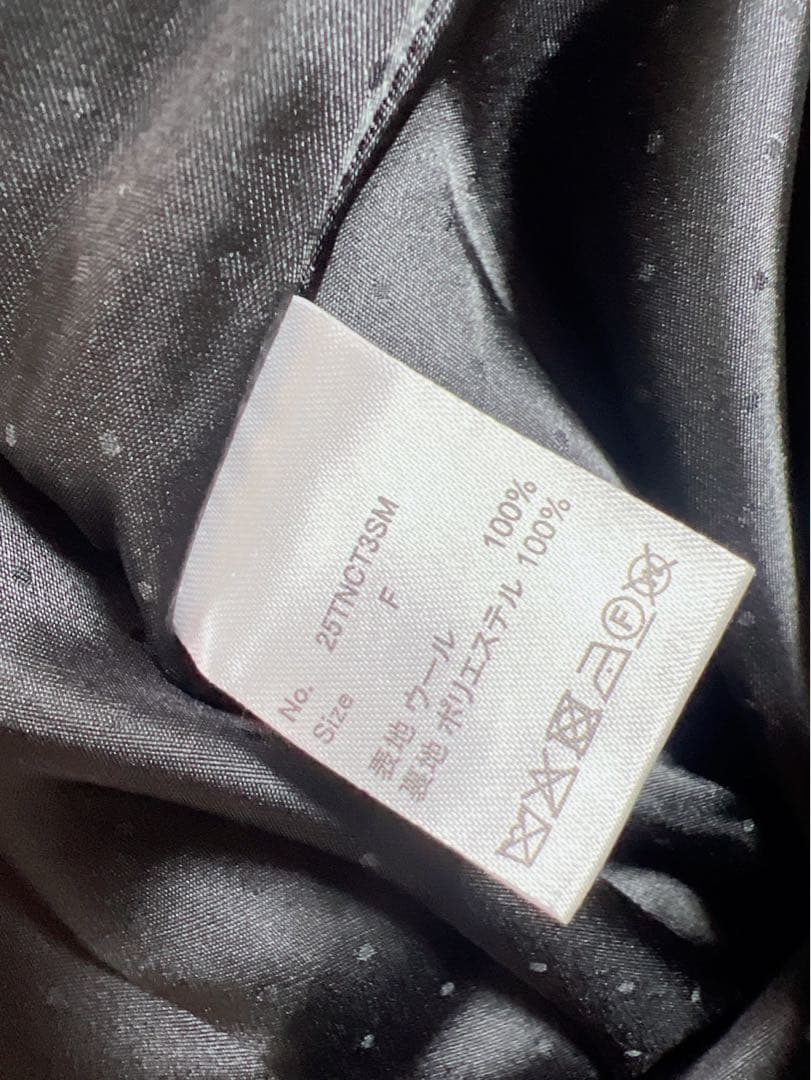 No. 25TNCT3SM
Size F
表地 ウール 100%
裏地 ポリエステル 100%
F W